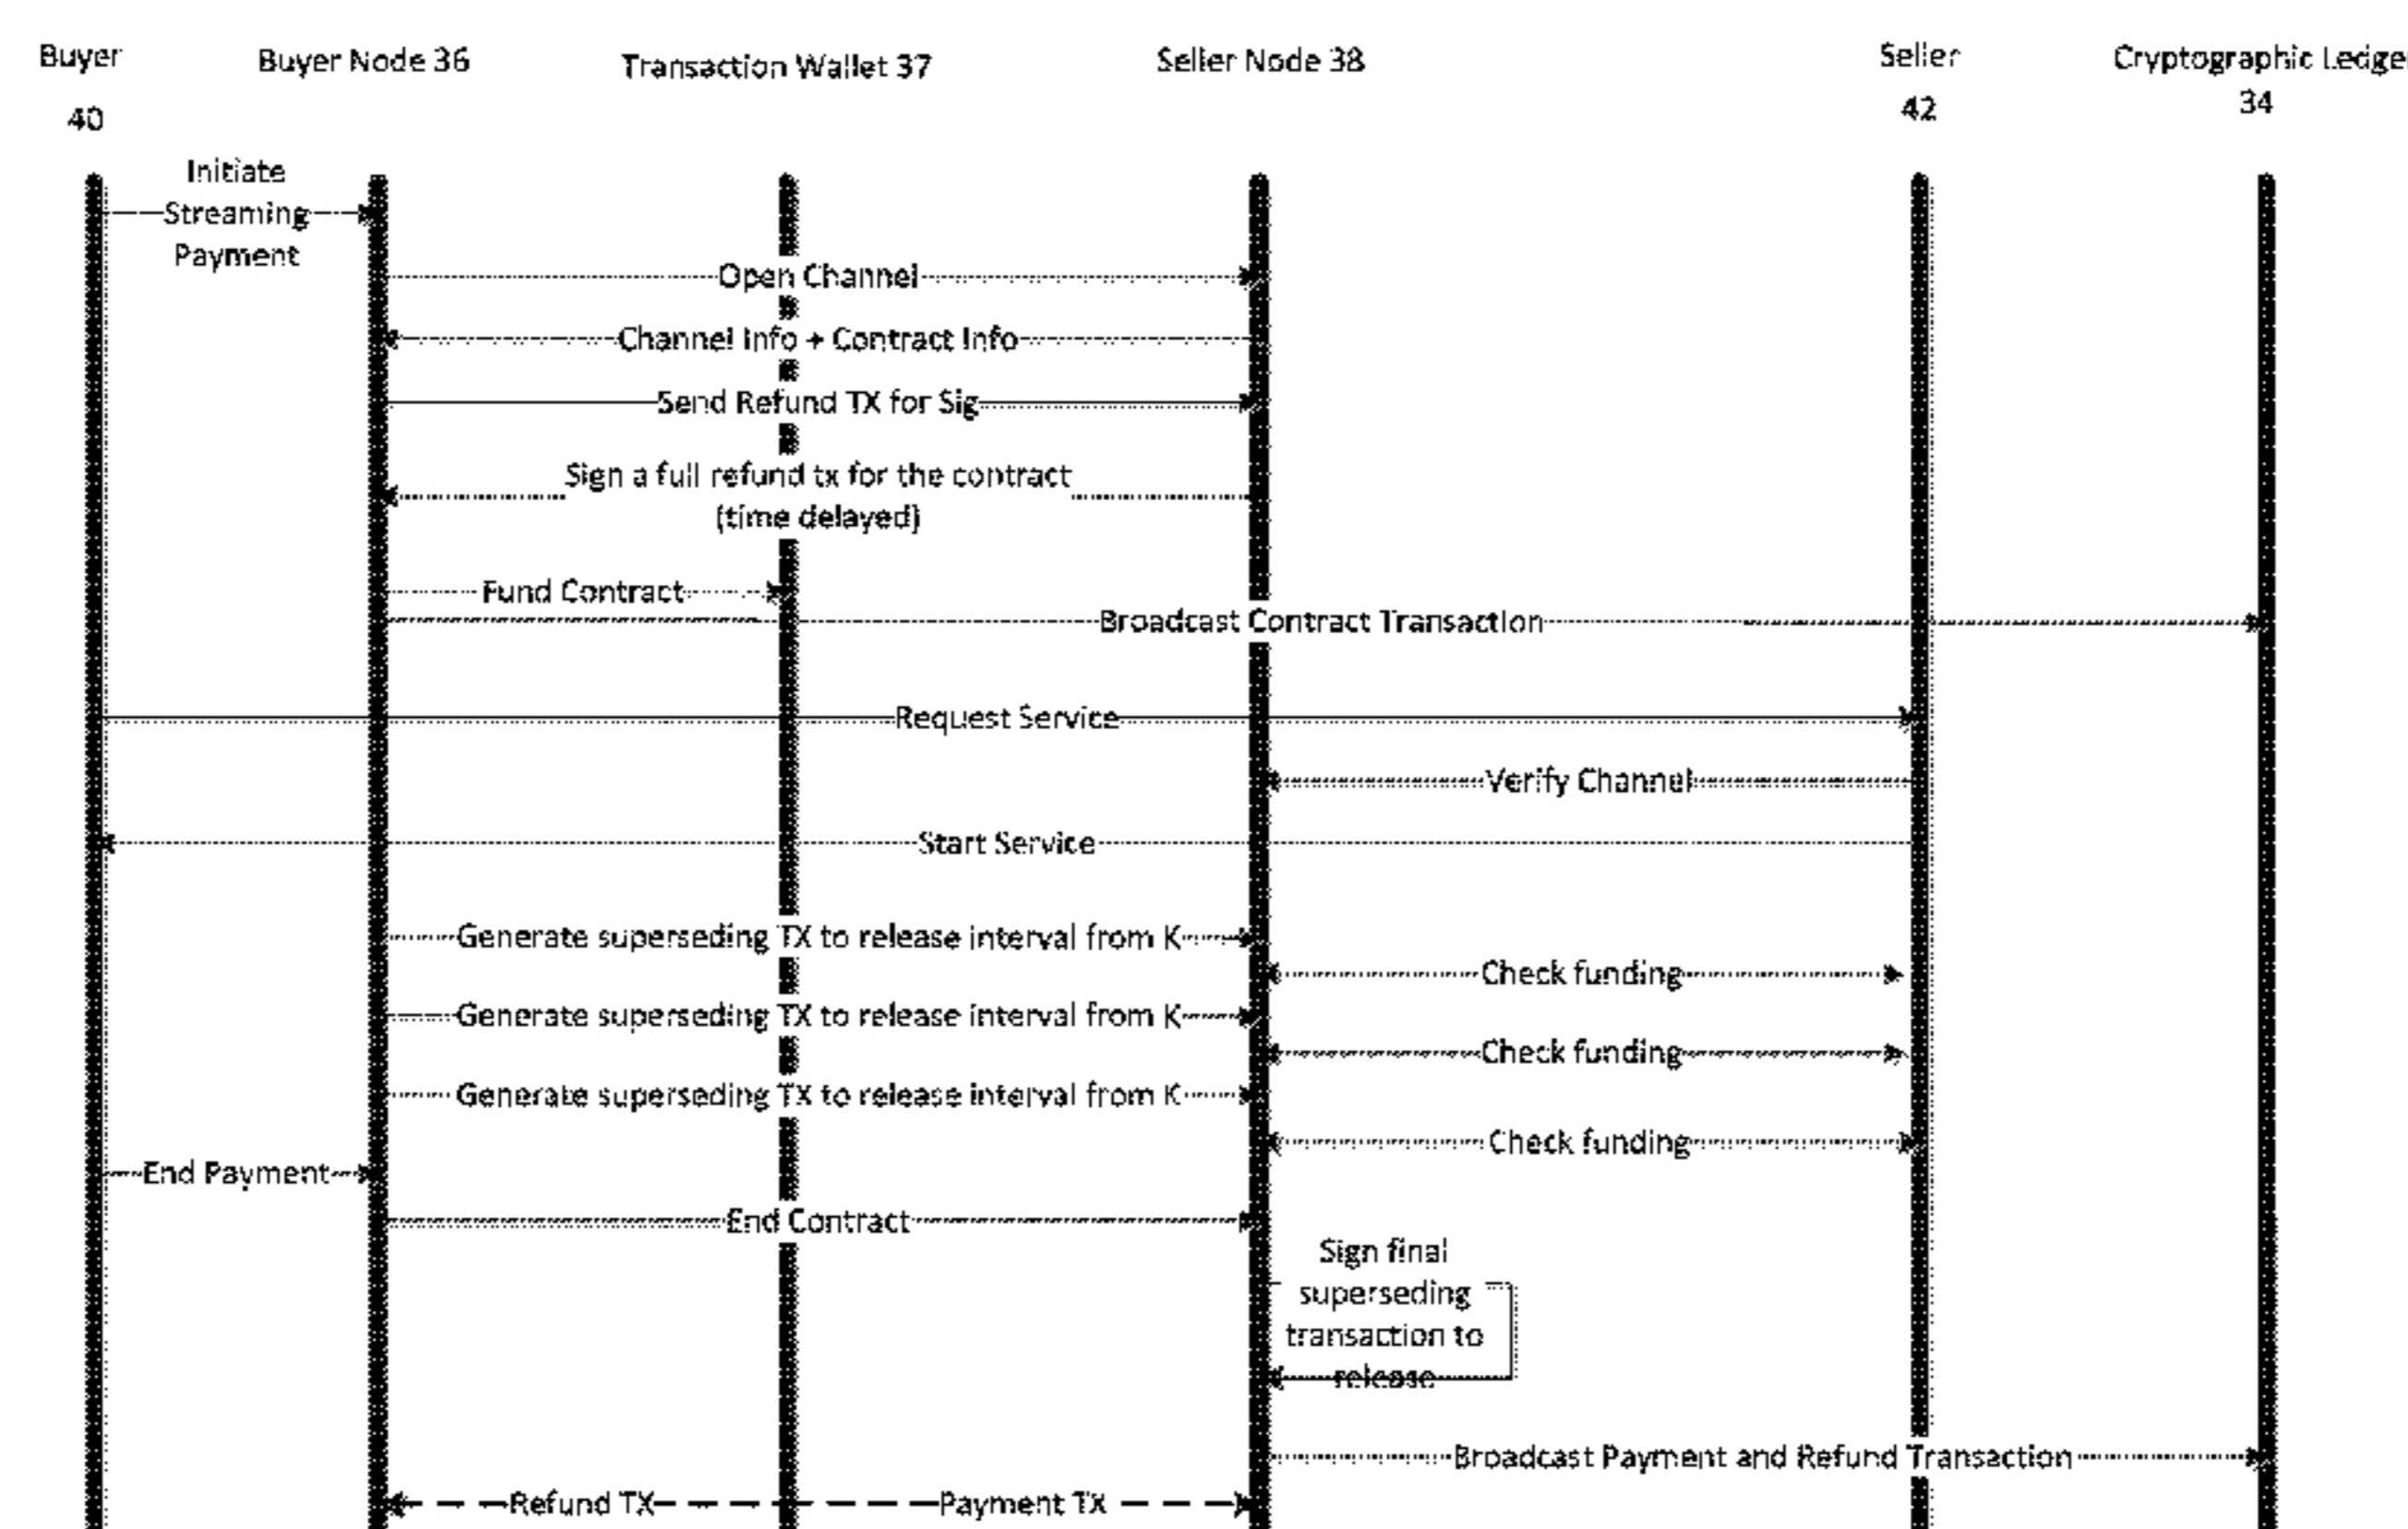 Buyer
40
Buyer Node 36
Transaction Wallet 37
Seller Node 38
Seller
42
Cryptographic Ledge
34
Initiate
Streaming
Payment
Open Channel
Channel Info + Contract Info
Send Refund TX for Sig
Sign a full refund tx for the contract
(time delayed)
Fund Contract
Broadcast Contract Transaction
Request Service
Verify Channel
Start Service
Generate superseding TX to release interval from K
Check funding
Generate superseding TX to release interval from K
Check funding
Generate superseding TX to release interval from K
Check funding
End Payment
End Contract
Sign final
superseding
transaction to
release
Broadcast Payment and Refund Transaction
Refund TX
Payment TX